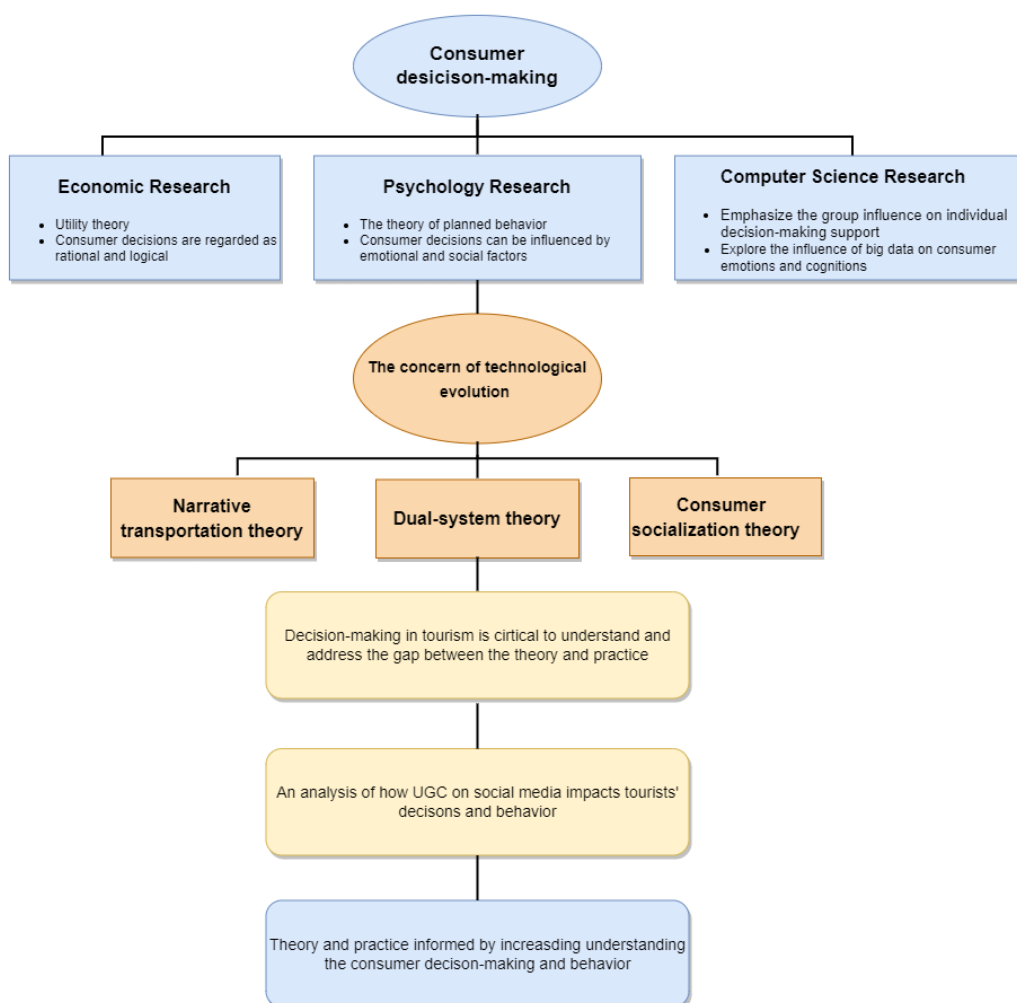 Consumer
desicison-making
Economic Research
Utility theory
Consumer decisions are regarded as
rational and logical
Psychology Research
The theory of planned behavior
Consumer decisions can be influenced by
emotional and social factors
Computer Science Research
Emphasize the group influence on individual
decision-making support
Explore the influence of big data on consumer
emotions and cognitions
The concern of technological
evolution
Narrative
transportation theory
Dual-system theory
Consumer
socialization theory
Decision-making in tourism is cirtical to understand and
address the gap between the theory and practice
An analysis of how UGC on social media impacts tourists'
decisons and behavior
Theory and practice informed by increasding understanding
the consumer decison-making and behavior